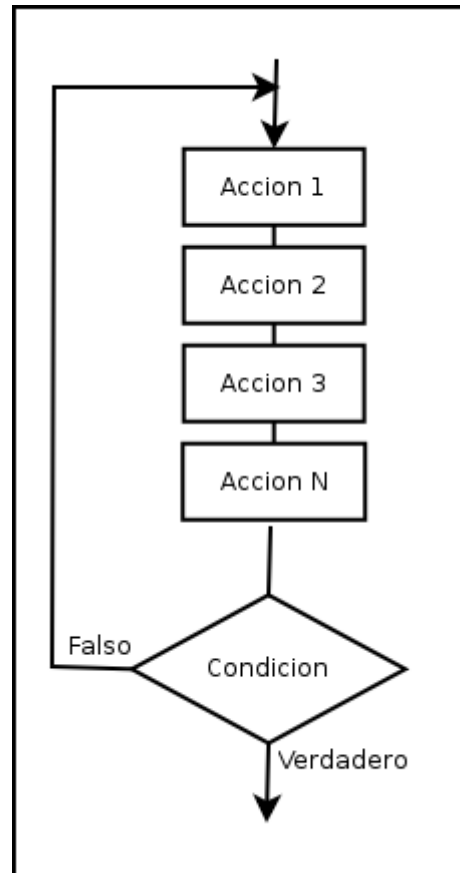 Accion 1
Accion 2
Accion 3
Accion N
Falso
Condicion
Verdadero